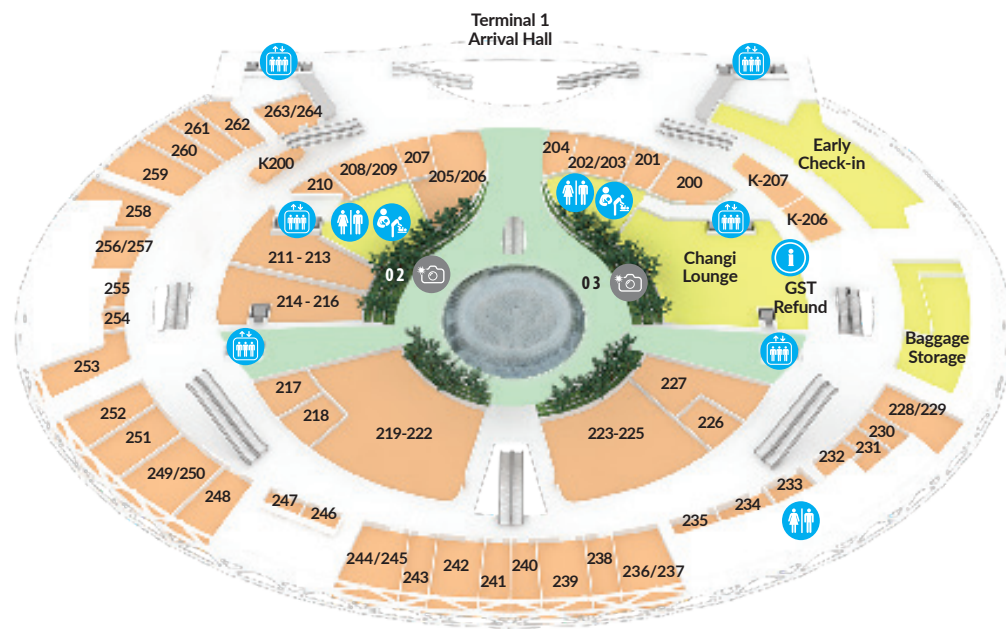 Terminal 1
Arrival Hall
263/264
262
261
260
259
258
256/257
255
254
253
252
251
249/250
248
247
246
244/245
243
242
241
240
239
238
236/237
235
234
233
232
231
230
228/229
K200
210
208/209
207
205/206
204
202/203
201
200
K-207
K-206
Early
Check-in
211 - 213
214 - 216
02
03
Changi
Lounge
i
GST
Refund
Baggage
Storage
217
218
219-222
223-225
227
226